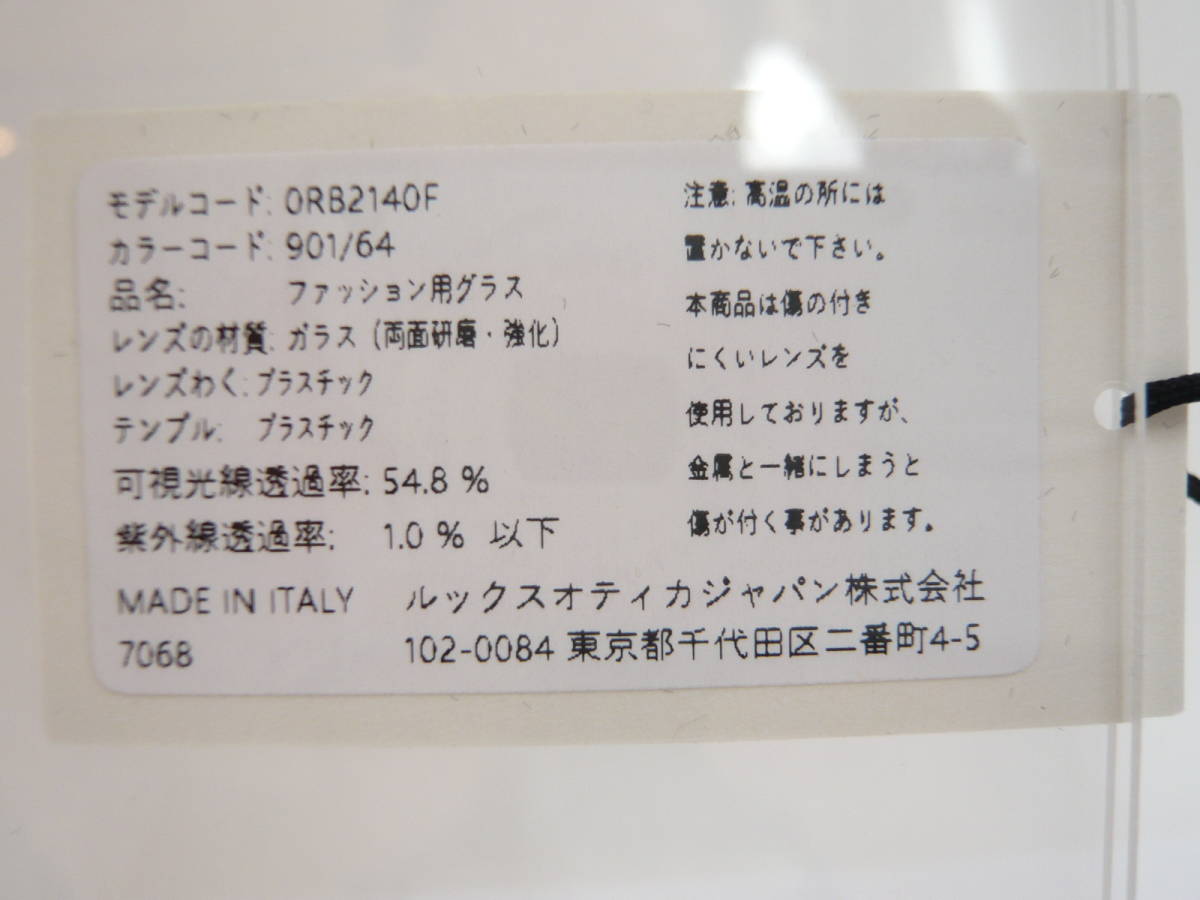 モデルコード: 0RB2140F
カラーコード: 901/64
品名: ファッション用グラス
レンズの材質: ガラス (両面研磨・強化)
レンズわく: プラスチック
テンプル: プラスチック
可視光線透過率: 54.8 %
紫外線透過率: 1.0 % 以下
注意: 高温の所には
置かないで下さい。
本商品は傷の付き
にくいレンズを
使用しておりますが、
金属と一緒にしまうと
傷が付く事があります。
MADE IN ITALY ルックスオティカジャパン株式会社
7068 102-0084 東京都千代田区二番町4-5